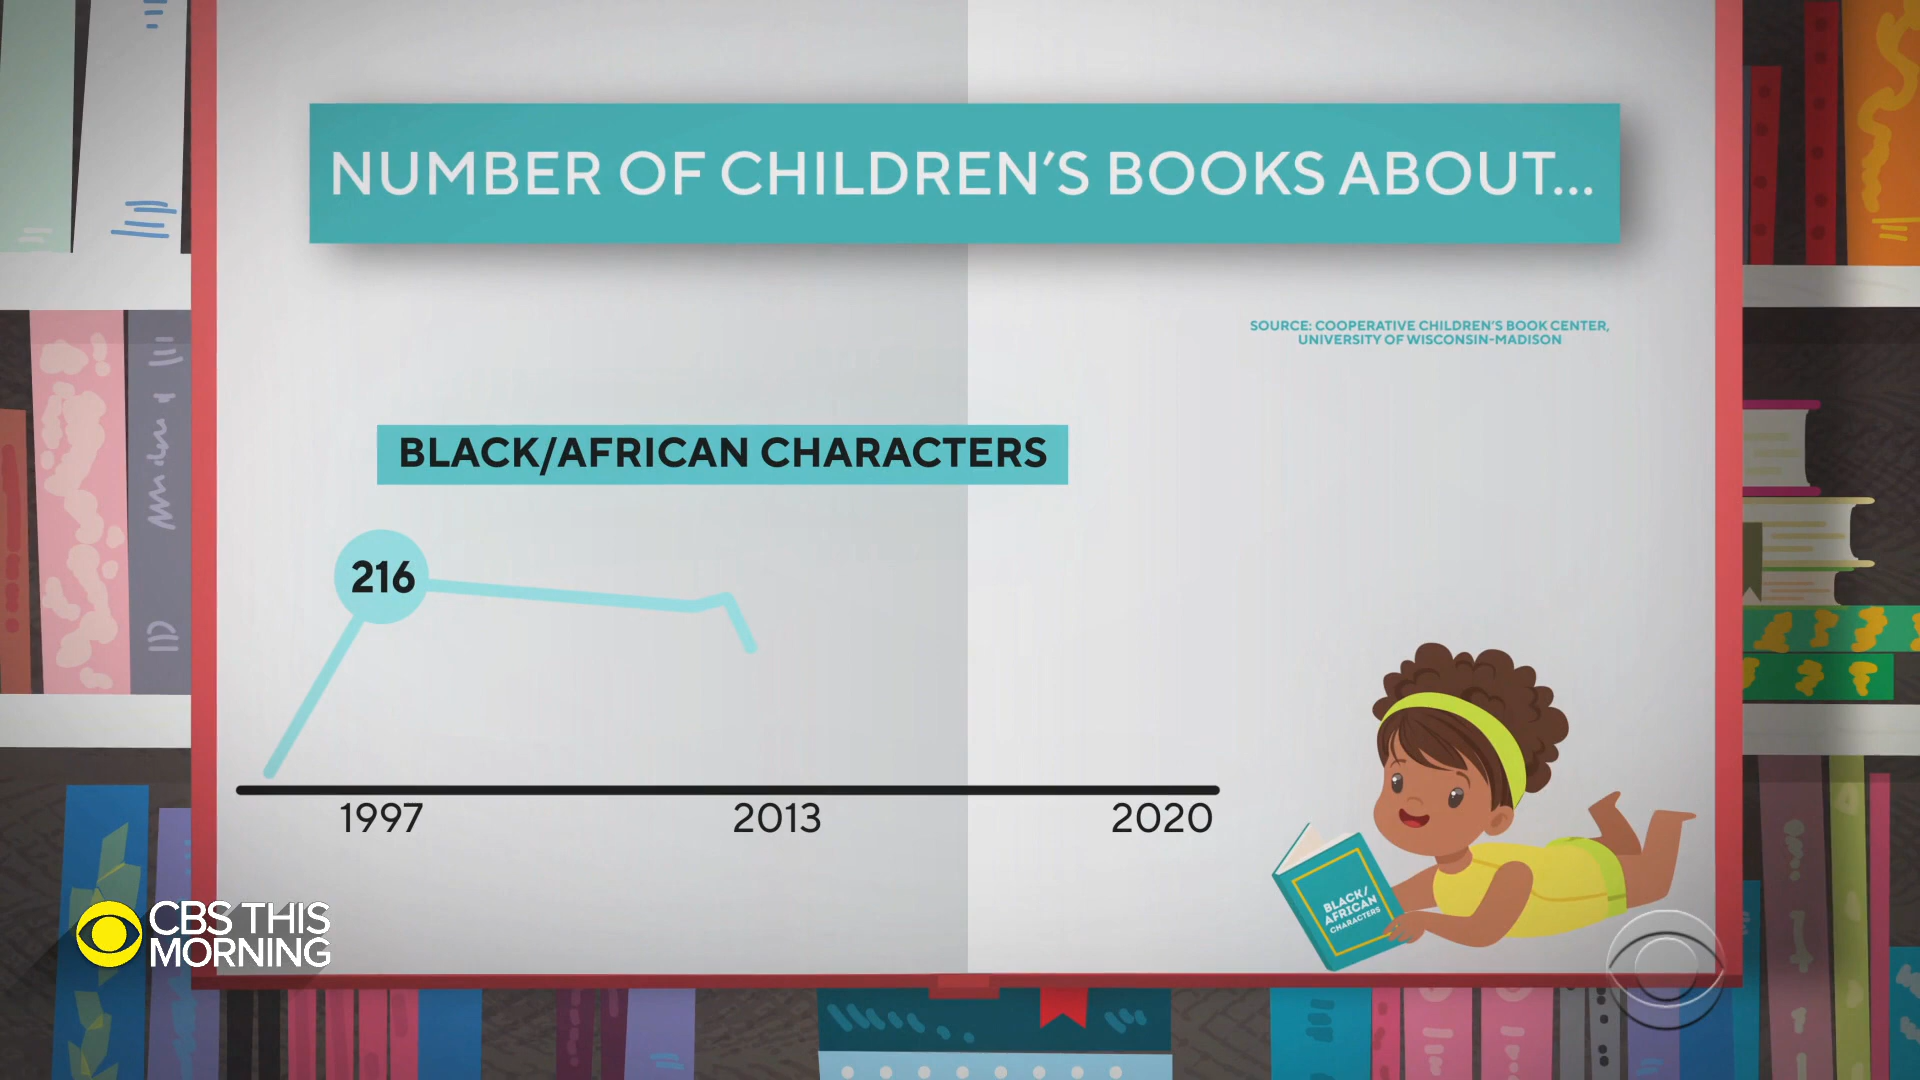 NUMBER OF CHILDREN'S BOOKS ABOUT...
SOURCE: COOPERATIVE CHILDREN'S BOOK CENTER,
UNIVERSITY OF WISCONSIN-MADISON
BLACK/AFRICAN CHARACTERS
216
1997
2013
2020
BLACK/
AFRICAN
CHARACTERS
CBS THIS
MORNING